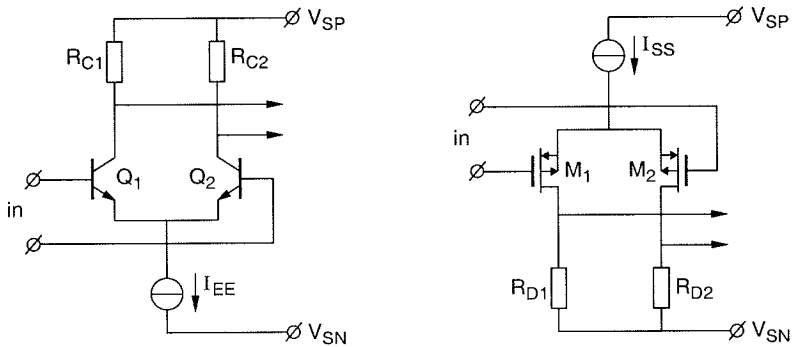 V_SP
R_C1
R_C2
Q_1
Q_2
in
I_EE
V_SN
V_SP
I_SS
in
M_1
M_2
R_D1
R_D2
V_SN